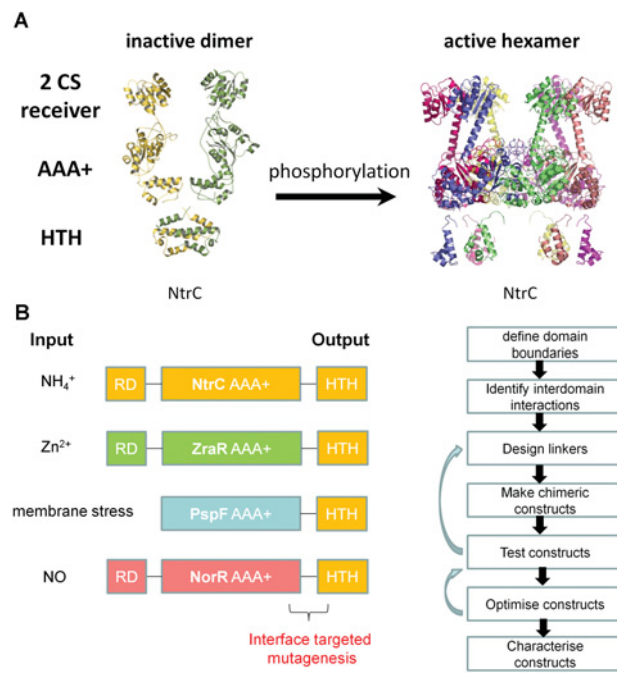 A
inactive dimer
active hexamer
2 CS
receiver
AAA+
HTH
phosphorylation
NtrC
NtrC
B
Input
Output
NH₄⁺
RD
NtrC AAA+
HTH
Zn²⁺
RD
ZraR AAA+
HTH
membrane stress
PspF AAA+
HTH
NO
RD
NorR AAA+
HTH
Interface targeted
mutagenesis
define domain
boundaries
Identify interdomain
interactions
Design linkers
Make chimeric
constructs
Test constructs
Optimise constructs
Characterise
constructs